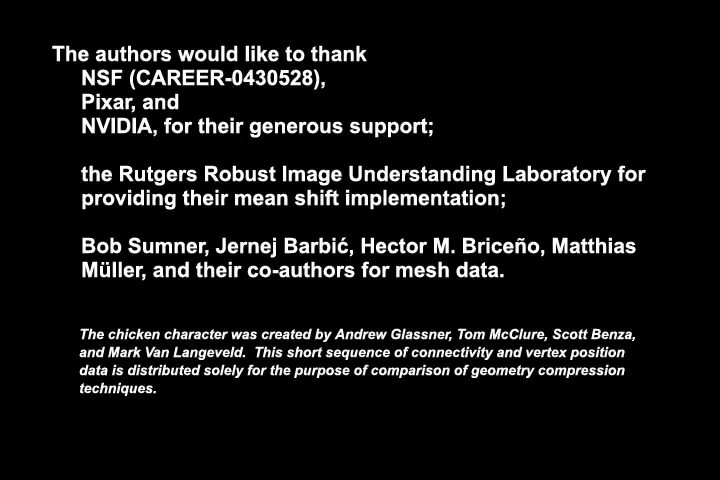 The authors would like to thank
NSF (CAREER-0430528),
Pixar, and
NVIDIA, for their generous support;
the Rutgers Robust Image Understanding Laboratory for
providing their mean shift implementation;
Bob Sumner, Jernej Barbić, Hector M. Briceño, Matthias
Müller, and their co-authors for mesh data.
The chicken character was created by Andrew Glassner, Tom McClure, Scott Benza,
and Mark Van Langeveld.  This short sequence of connectivity and vertex position
data is distributed solely for the purpose of comparison of geometry compression
techniques.